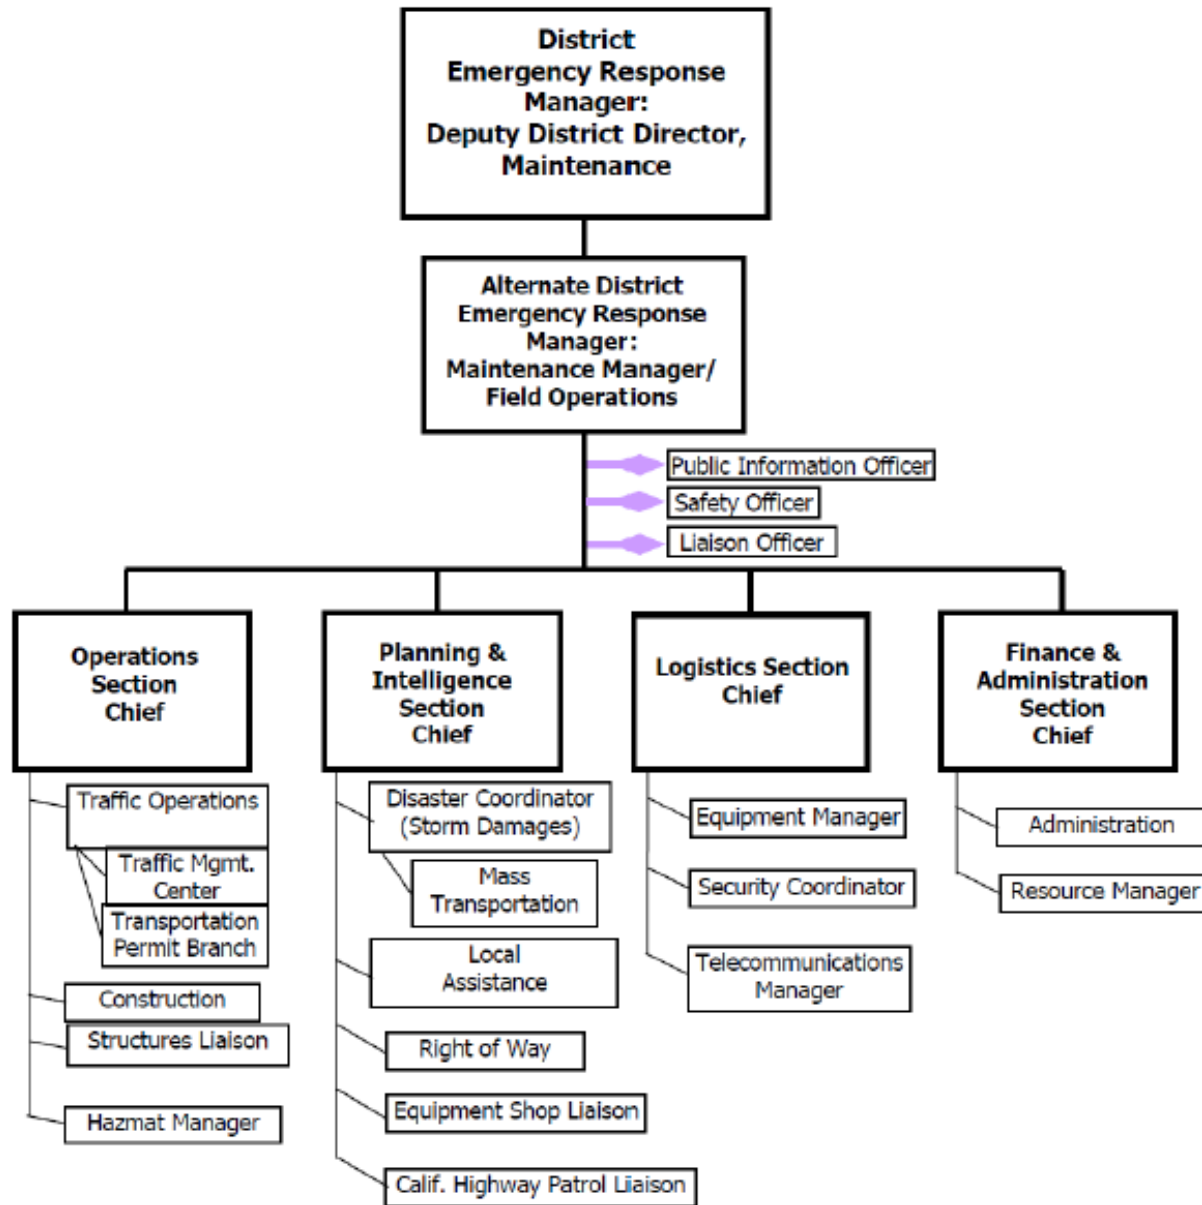 District
Emergency Response
Manager:
Deputy District Director,
Maintenance
Alternate District
Emergency Response
Manager:
Maintenance Manager/
Field Operations
Public Information Officer
Safety Officer
Liaison Officer
Operations
Section
Chief
Traffic Operations
Traffic Mgmt.
Center
Transportation
Permit Branch
Construction
Structures Liaison
Hazmat Manager
Planning &
Intelligence
Section
Chief
Disaster Coordinator
(Storm Damages)
Mass
Transportation
Local
Assistance
Right of Way
Equipment Shop Liaison
Calif. Highway Patrol Liaison
Logistics Section
Chief
Equipment Manager
Security Coordinator
Telecommunications
Manager
Finance &
Administration
Section
Chief
Administration
Resource Manager